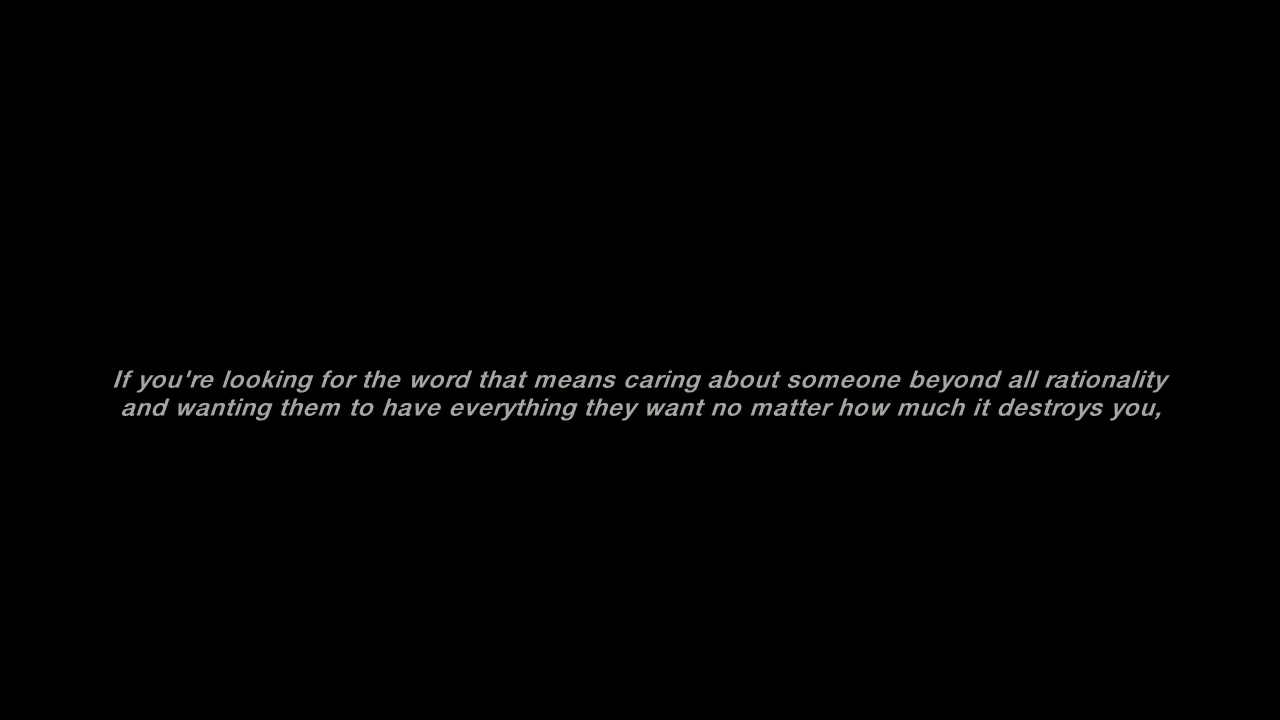 If you're looking for the word that means caring about someone beyond all rationality
and wanting them to have everything they want no matter how much it destroys you,